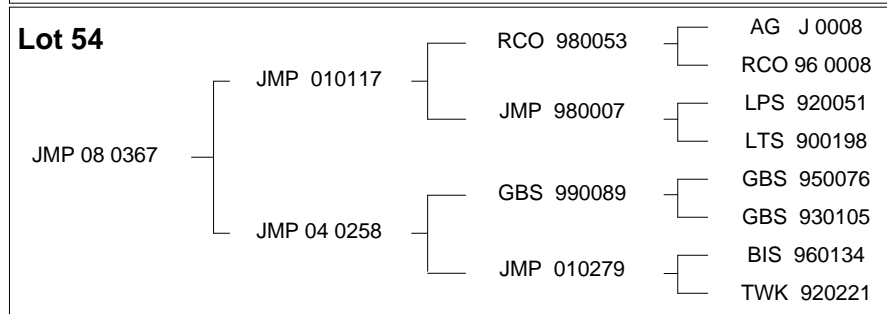 Lot 54
AG J 0008
RCO 980053
RCO 96 0008
JMP 010117
LPS 920051
JMP 980007
LTS 900198
JMP 08 0367
GBS 950076
GBS 990089
GBS 930105
JMP 04 0258
BIS 960134
JMP 010279
TWK 920221